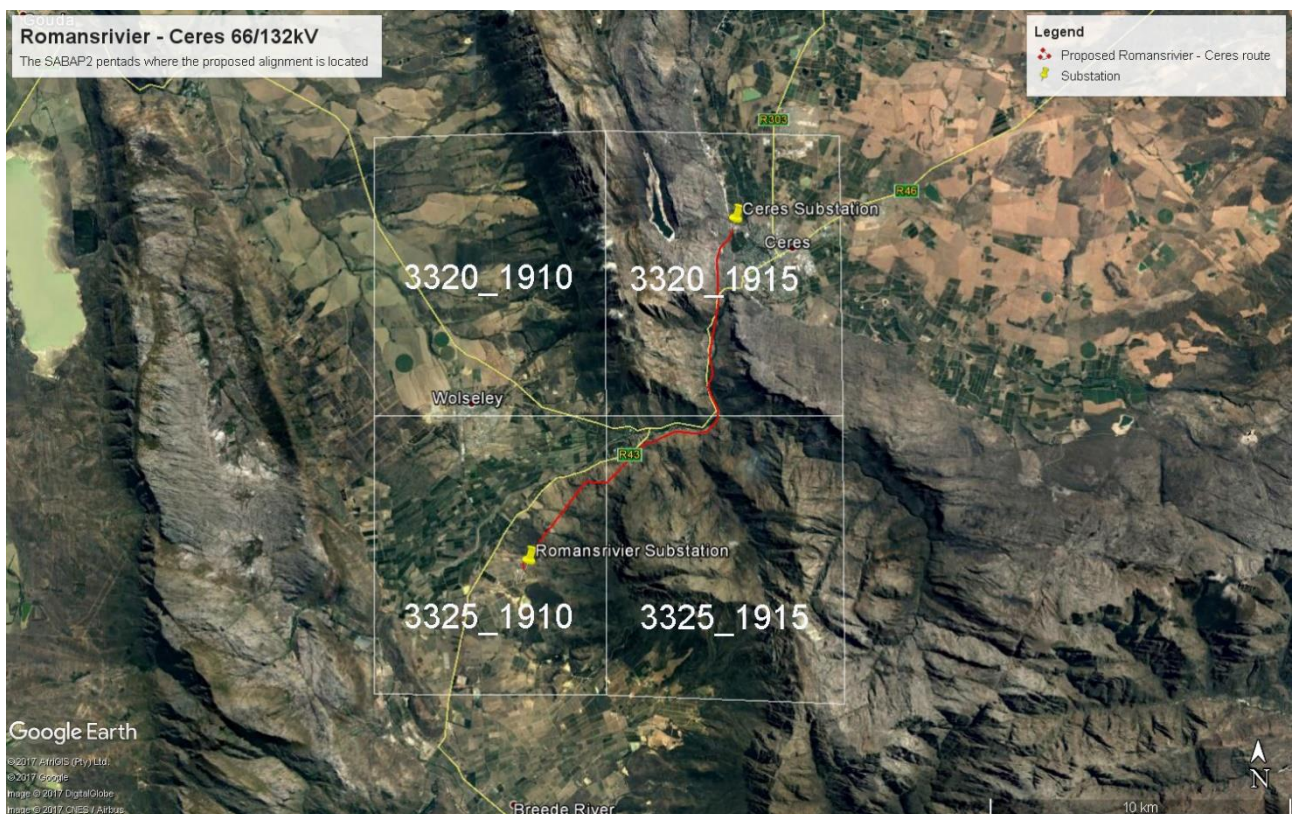 Gouda
Romansrivier - Ceres 66/132kV
The SABAP2 pentads where the proposed alignment is located
Legend
Proposed Romansrivier - Ceres route
Substation
R303
R46
Ceres Substation
Ceres
3320_1910
3320_1915
Wolseley
R43
Romansrivier Substation
3325_1910
3325_1915
Google Earth
©2017 AfriGIS (Pty) Ltd.
©2017 Google
Image © 2017 DigitalGlobe
Image © 2017 CNES / Airbus
Breede River
N
10 km